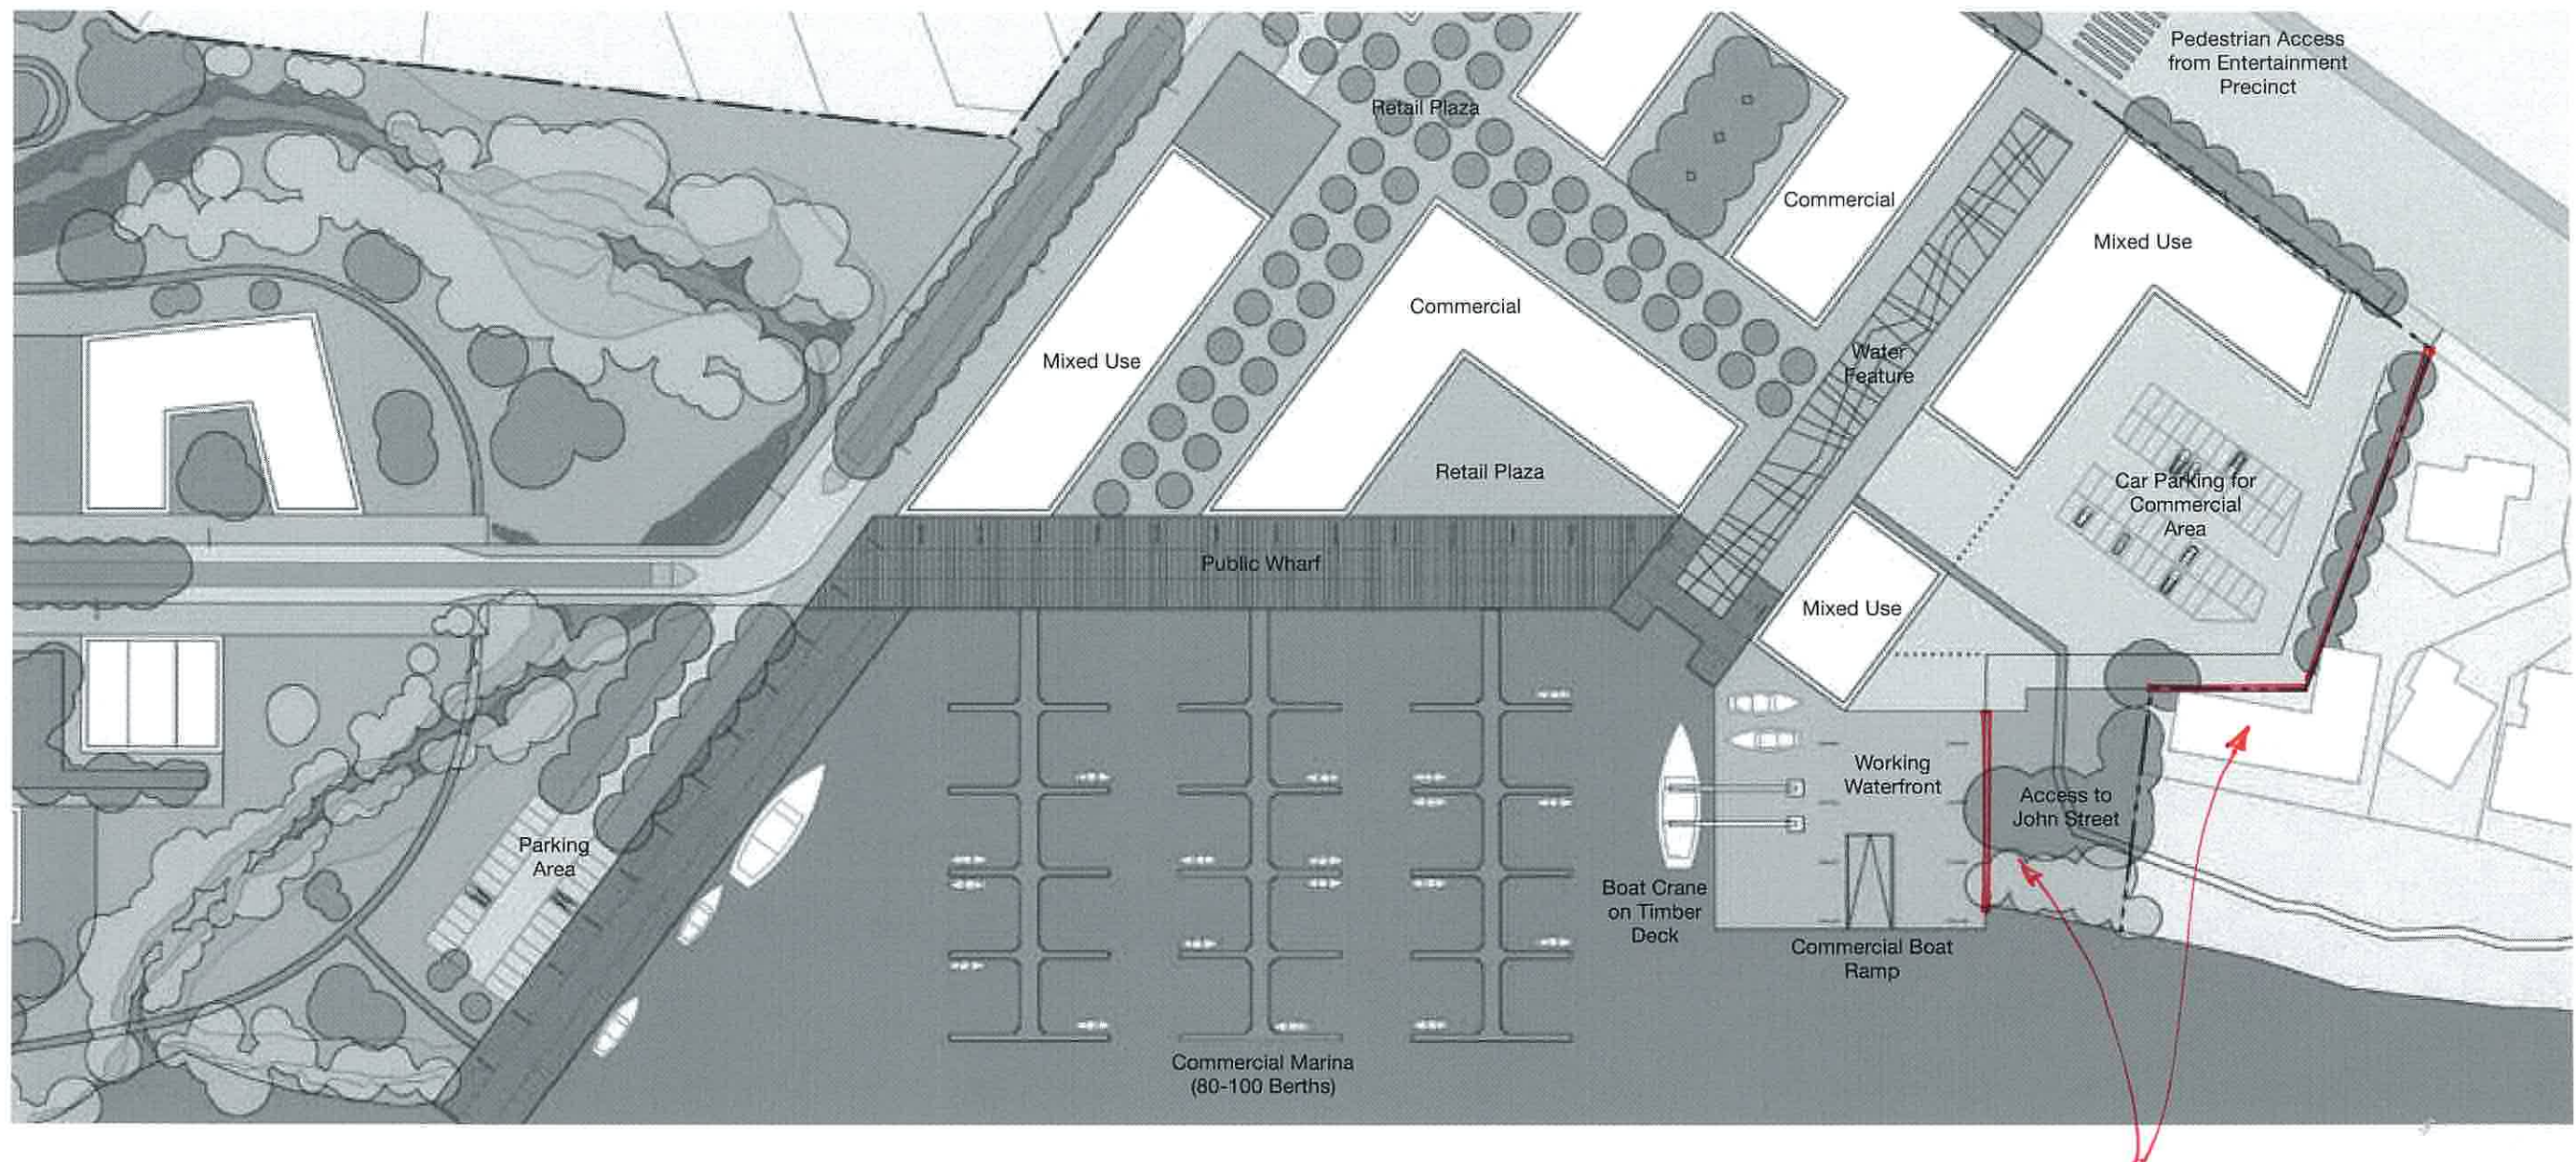 Pedestrian Access
from Entertainment
Precinct
Retail Plaza
Commercial
Mixed Use
Commercial
Mixed Use
Water
Feature
Retail Plaza
Car Parking for
Commercial
Area
Public Wharf
Mixed Use
Working
Waterfront
Access to
John Street
Parking
Area
Boat Crane
on Timber
Deck
Commercial Boat
Ramp
Commercial Marina
(80-100 Berths)